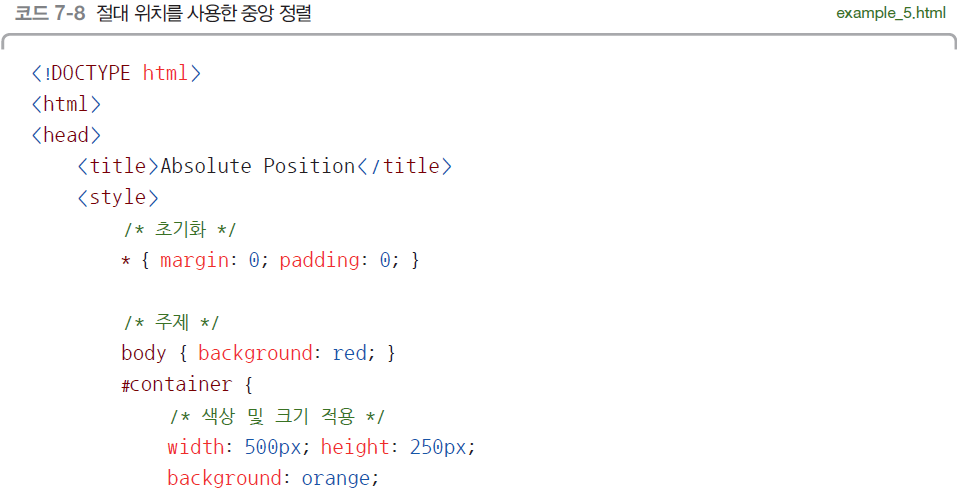 코드 7-8 절대 위치를 사용한 중앙 정렬 example_5.html
<!DOCTYPE html>
<html>
<head>
    <title>Absolute Position</title>
    <style>
        /* 초기화 */
        * { margin: 0; padding: 0; }
        /* 주제 */
        body { background: red; }
        #container {
            /* 색상 및 크기 적용 */
            width: 500px; height: 250px;
            background: orange;